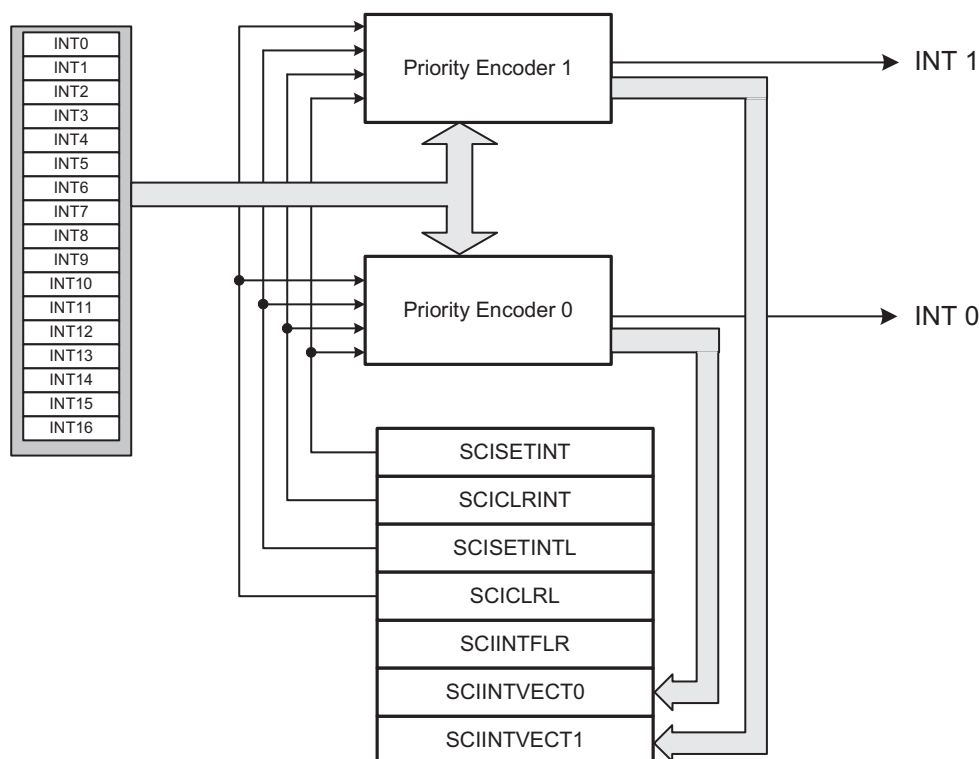 INT0
INT1
INT2
INT3
INT4
INT5
INT6
INT7
INT8
INT9
INT10
INT11
INT12
INT13
INT14
INT15
INT16
Priority Encoder 1
INT 1
Priority Encoder 0
INT 0
SCISETINT
SCICLRINT
SCISETINTL
SCICLRL
SCIINTFLR
SCIINTVECT0
SCIINTVECT1